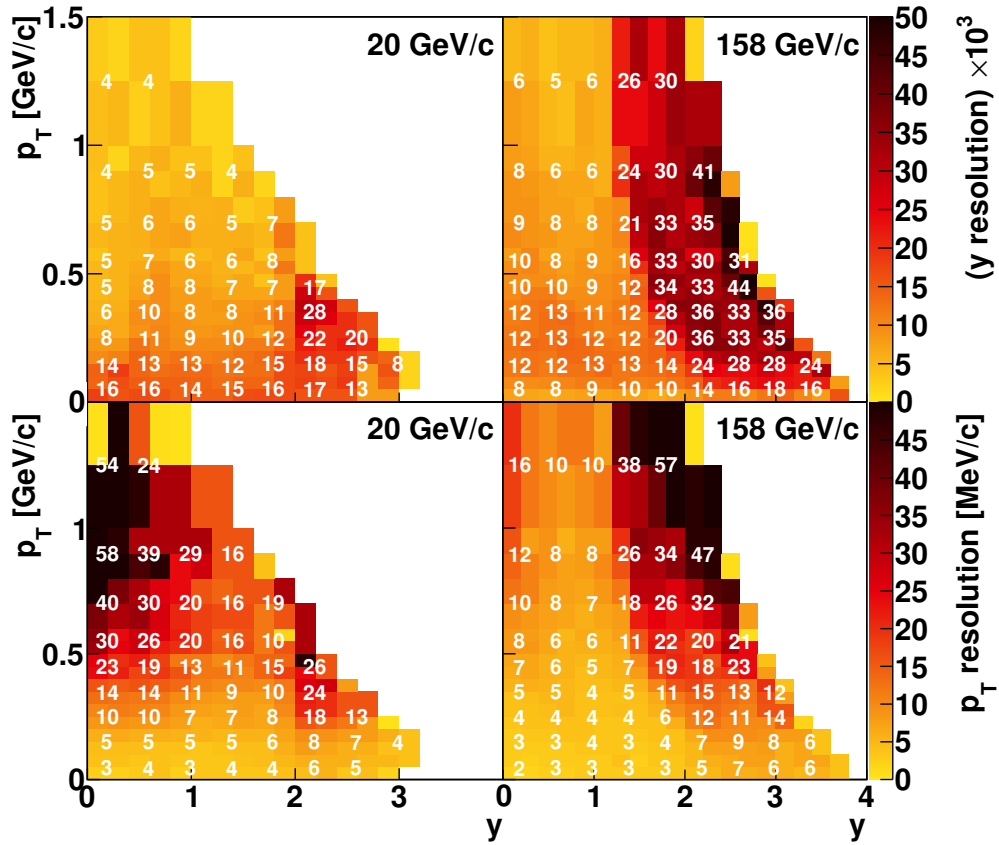 1.5
20 GeV/c
158 GeV/c
50
4 4
6 5 6 26 30
45
40
1
4 5 5 4
8 6 6 24 30 41
35
30
5 6 6 5 7
9 8 8 21 33 35
25
5 7 6 6 8
10 8 9 16 33 30 31
0.5
5 8 8 7 7 17
10 10 9 12 34 33 44
20
6 10 8 8 11 28
12 13 11 12 28 36 33 36
15
8 11 9 10 12 22 20
12 13 12 12 20 36 33 35
10
14 13 13 12 15 18 15 8
12 12 13 13 14 24 28 28 24
5
16 16 14 15 16 17 13
8 8 9 10 10 14 16 18 16
0
0
p_T [GeV/c]
(y resolution) ×10³
20 GeV/c
158 GeV/c
54 24
16 10 10 38 57
45
40
1
58 39 29 16
12 8 8 26 34 47
35
30
40 30 20 16 19
10 8 7 18 26 32
25
30 26 20 16 10
8 6 6 11 22 20 21
0.5
23 19 13 11 15 26
7 6 5 7 19 18 23
20
14 14 11 9 10 24
5 5 4 5 11 15 13 12
15
10 10 7 7 8 18 13
4 4 4 4 6 12 11 14
10
5 5 5 5 6 8 7 4
3 3 4 3 4 7 9 8 6
5
3 4 3 4 4 6 5
2 3 3 3 3 5 7 6 6
0
0
p_T [GeV/c]
p_T resolution [MeV/c]
0 1 2 3
0 1 2 3 4
y
y